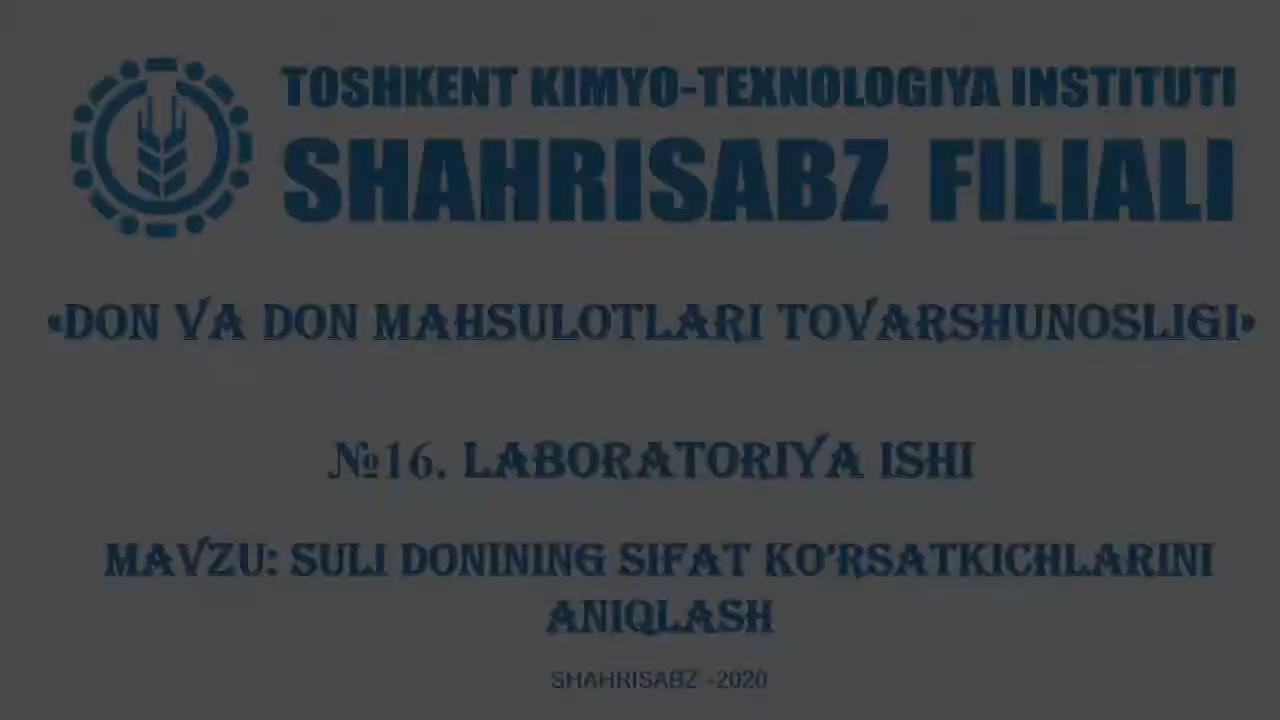 TOSHKENT KIMYO-TEXNOLOGIYA INSTITUTI
SHAHRISABZ FILIALI
«DON VA DON MAHSULOTLARI TOVARSHUNOSLIGI»
№16. LABORATORIYA ISHI
MAVZU: SULI DONINING SIFAT KO'RSATKICHLARINI
ANIQLASH
SHAHRISABZ -2020